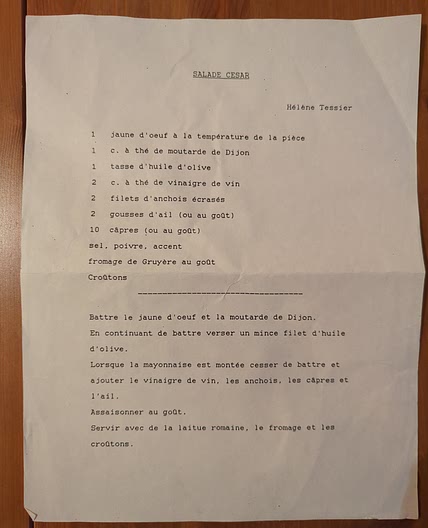 SALADE CESAR
Hélène Tessier
1 jaune d'oeuf à la température de la pièce
1 c. à thé de moutarde de Dijon
1 tasse d'huile d'olive
2 c. à thé de vinaigre de vin
2 filets d'anchois écrasés
2 gousses d'ail (ou au goût)
10 câpres (ou au goût)
sel, poivre, accent
fromage de Gruyère au goût
Croûtons
Battre le jaune d'oeuf et la moutarde de Dijon.
En continuant de battre verser un mince filet d'huile
d'olive.
Lorsque la mayonnaise est montée cesser de battre et
ajouter le vinaigre de vin, les anchois, les câpres et
l'ail.
Assaisonner au goût.
Servir avec de la laitue romaine, le fromage et les
croûtons.